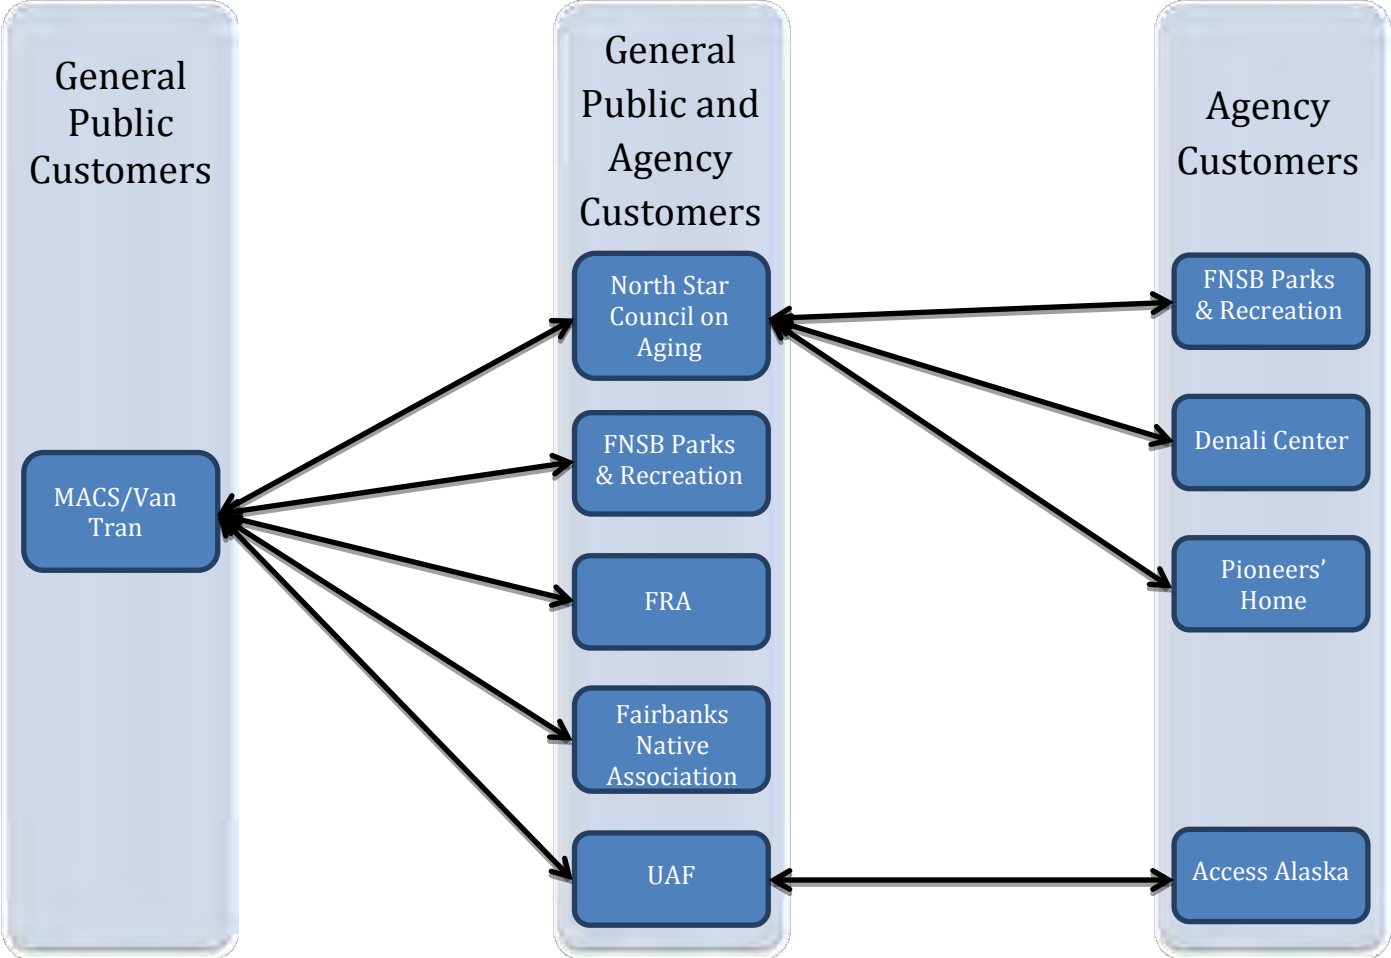 General
Public
Customers
MACS/Van
Tran
General
Public and
Agency
Customers
North Star
Council on
Aging
FNSB Parks
& Recreation
FRA
Fairbanks
Native
Association
UAF
Agency
Customers
FNSB Parks
& Recreation
Denali Center
Pioneers’
Home
Access Alaska